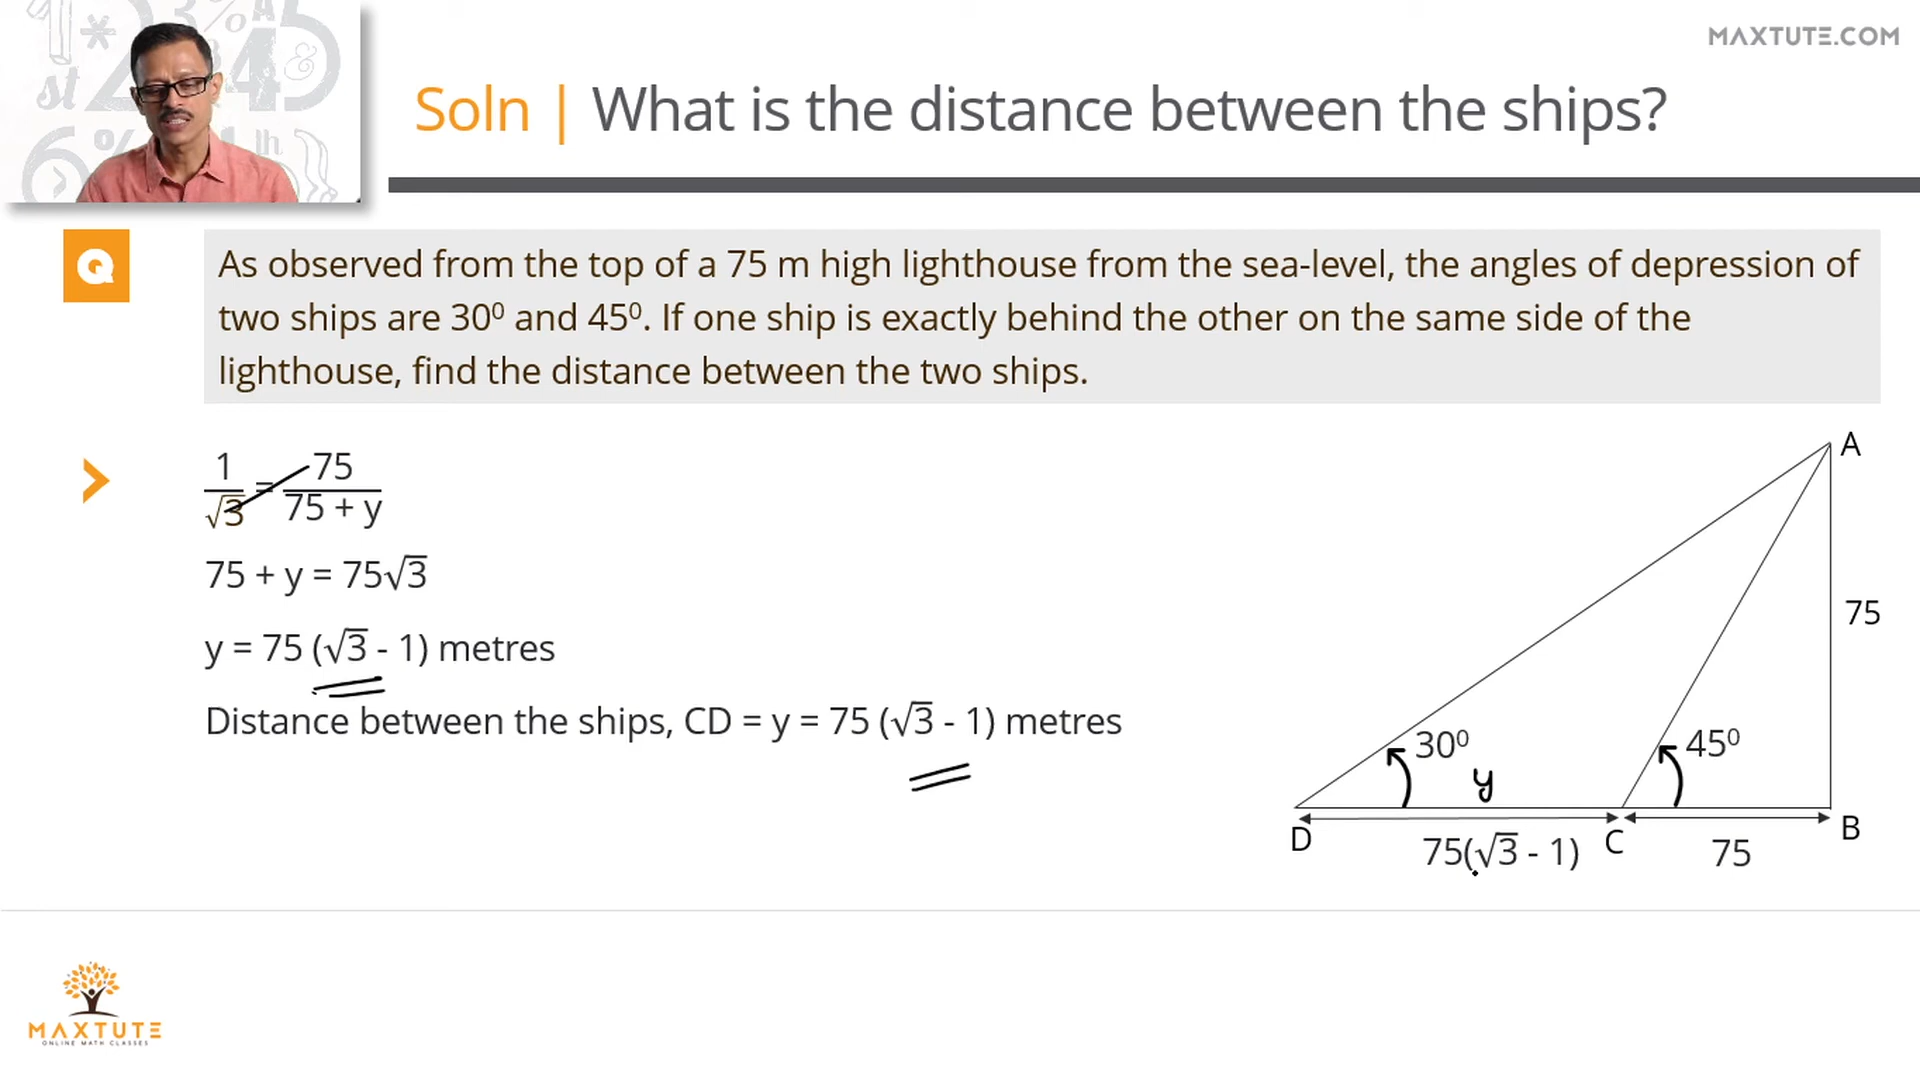 MAXTUTE.COM
Soln | What is the distance between the ships?
Q
As observed from the top of a 75 m high lighthouse from the sea-level, the angles of depression of
two ships are 30⁰ and 45⁰. If one ship is exactly behind the other on the same side of the
lighthouse, find the distance between the two ships.
1/√3 = 75/(75 + y)
75 + y = 75√3
y = 75 (√3 - 1) metres
Distance between the ships, CD = y = 75 (√3 - 1) metres
A
75
30⁰
y
45⁰
D
75(√3 - 1)
C
75
B
MAXTUTE
ONLINE MATH CLASSES